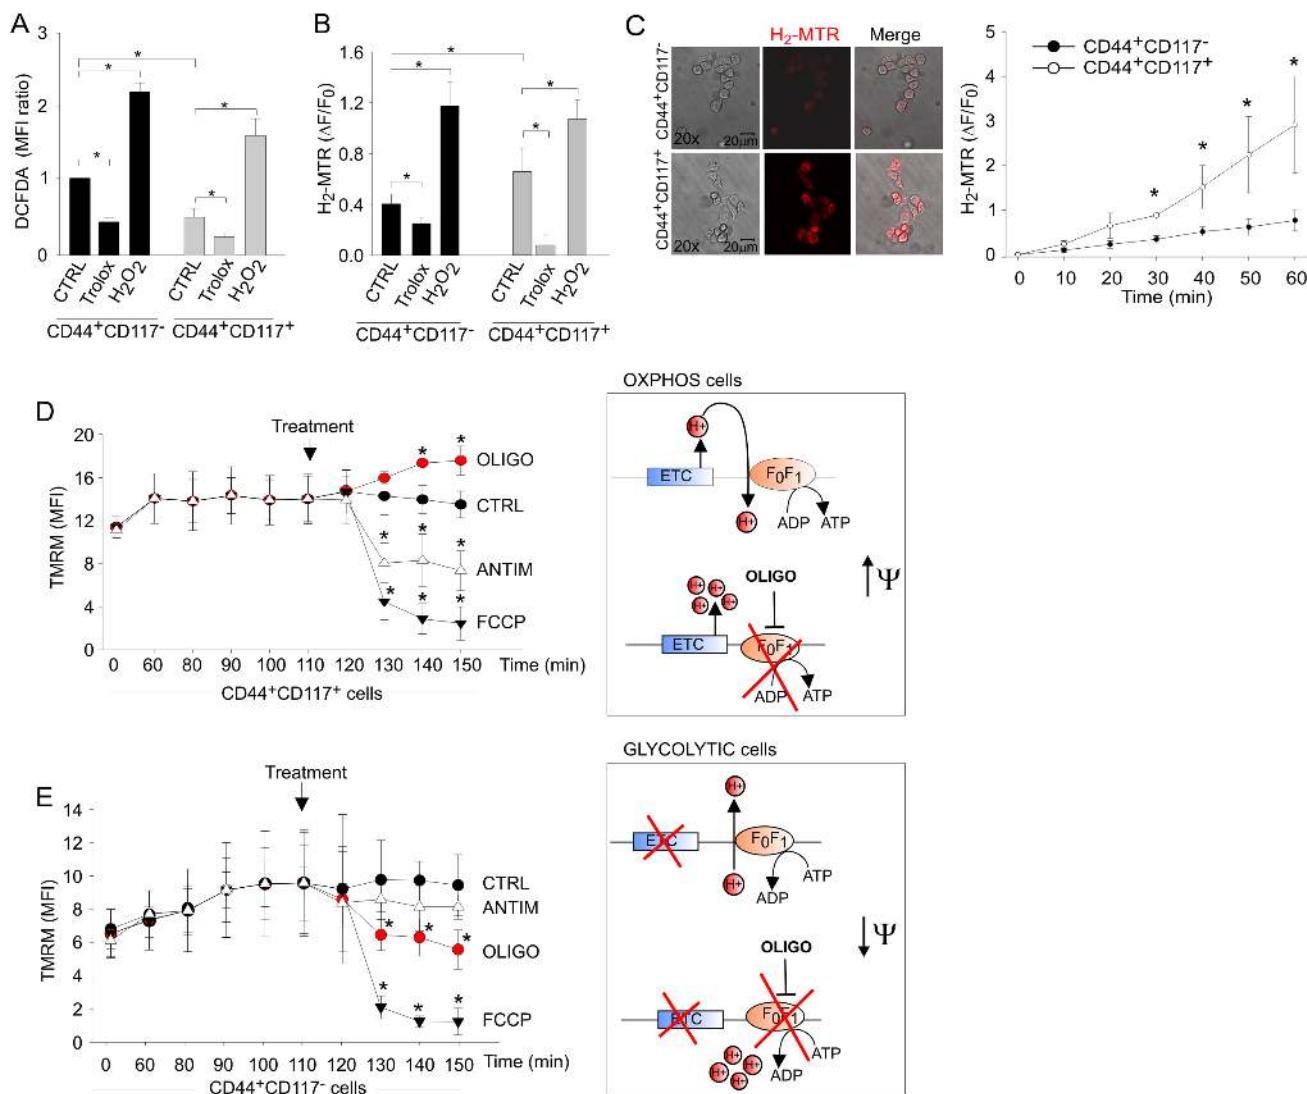 A
DCFDA (MFI ratio)
3
2
1
0
*
*
*
*
*
CTRL
Trolox
H₂O₂
CTRL
Trolox
H₂O₂
CD44⁺CD117⁻
CD44⁺CD117⁺
B
H₂-MTR (ΔF/F₀)
1.6
1.2
0.8
0.4
0.0
*
*
*
*
*
CTRL
Trolox
H₂O₂
CTRL
Trolox
H₂O₂
CD44⁺CD117⁻
CD44⁺CD117⁺
C
H₂-MTR
Merge
CD44⁺CD117⁻
20x
20μm
CD44⁺CD117⁺
20x
20μm
H₂-MTR (ΔF/F₀)
5
4
3
2
1
0
CD44⁺CD117⁻
CD44⁺CD117⁺
* * * *
0 10 20 30 40 50 60
Time (min)
D
Treatment
TMRM (MFI)
20
16
12
8
4
0
* *
OLIGO
CTRL
* * *
ANTIM
* * *
FCCP
0 60 80 90 100 110 120 130 140 150 Time (min)
CD44⁺CD117⁺ cells
OXPHOS cells
H+
ETC
F₀F₁
H+
ADP
ATP
OLIGO
Ψ
H+ H+ H+ H+ H+
ETC
F₀F₁
ADP
ATP
E
Treatment
TMRM (MFI)
14
12
10
8
6
4
2
0
CTRL
ANTIM
* * *
OLIGO
* * *
FCCP
0 60 80 90 100 110 120 130 140 150 Time (min)
CD44⁺CD117⁻ cells
GLYCOLYTIC cells
H+
ETC
F₀F₁
H+
ADP
ATP
OLIGO
Ψ
ETC
F₀F₁
H+ H+ H+ H+
ADP
ATP